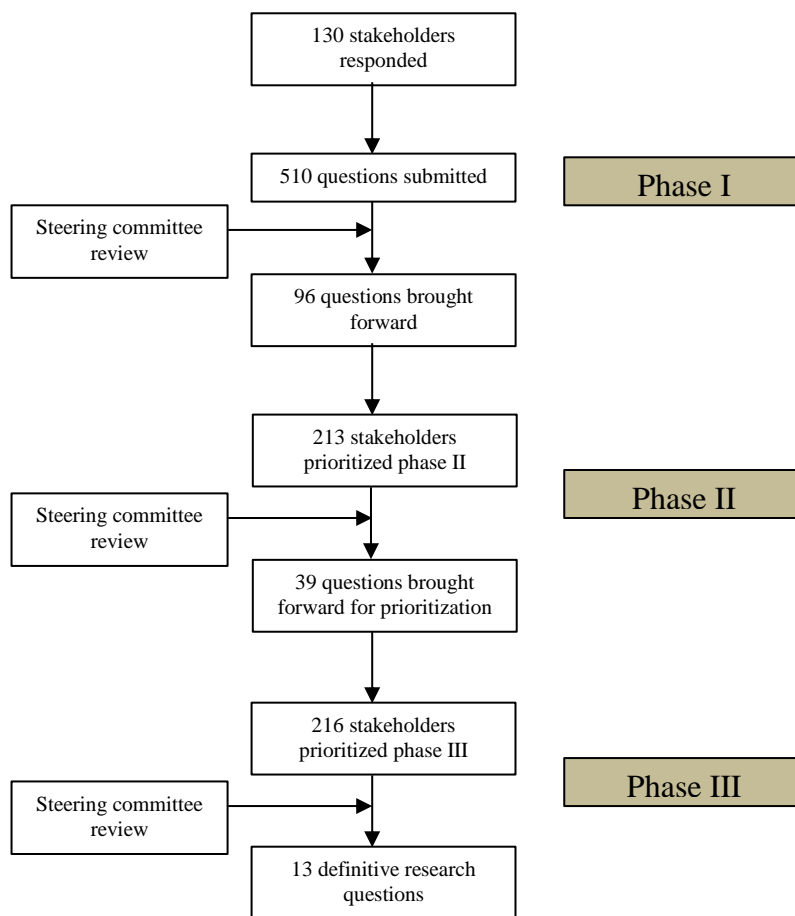 130 stakeholders
responded
510 questions submitted
Phase I
Steering committee
review
96 questions brought
forward
213 stakeholders
prioritized phase II
Phase II
Steering committee
review
39 questions brought
forward for prioritization
216 stakeholders
prioritized phase III
Phase III
Steering committee
review
13 definitive research
questions